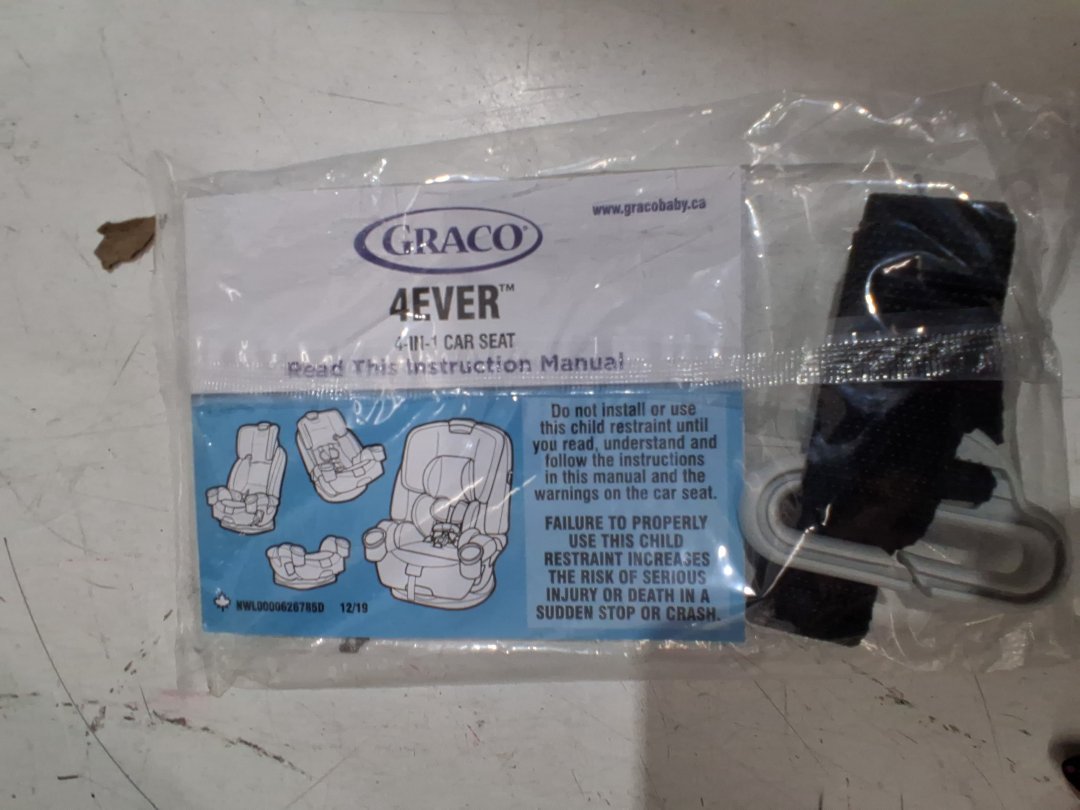 www.gracobaby.ca
GRACO®
4EVER™
4-IN-1 CAR SEAT
Read This Instruction Manual
Do not install or use
this child restraint until
you read, understand and
follow the instructions
in this manual and the
warnings on the car seat.
FAILURE TO PROPERLY
USE THIS CHILD
RESTRAINT INCREASES
THE RISK OF SERIOUS
INJURY OR DEATH IN A
SUDDEN STOP OR CRASH.
NWL0000626785D 12/19